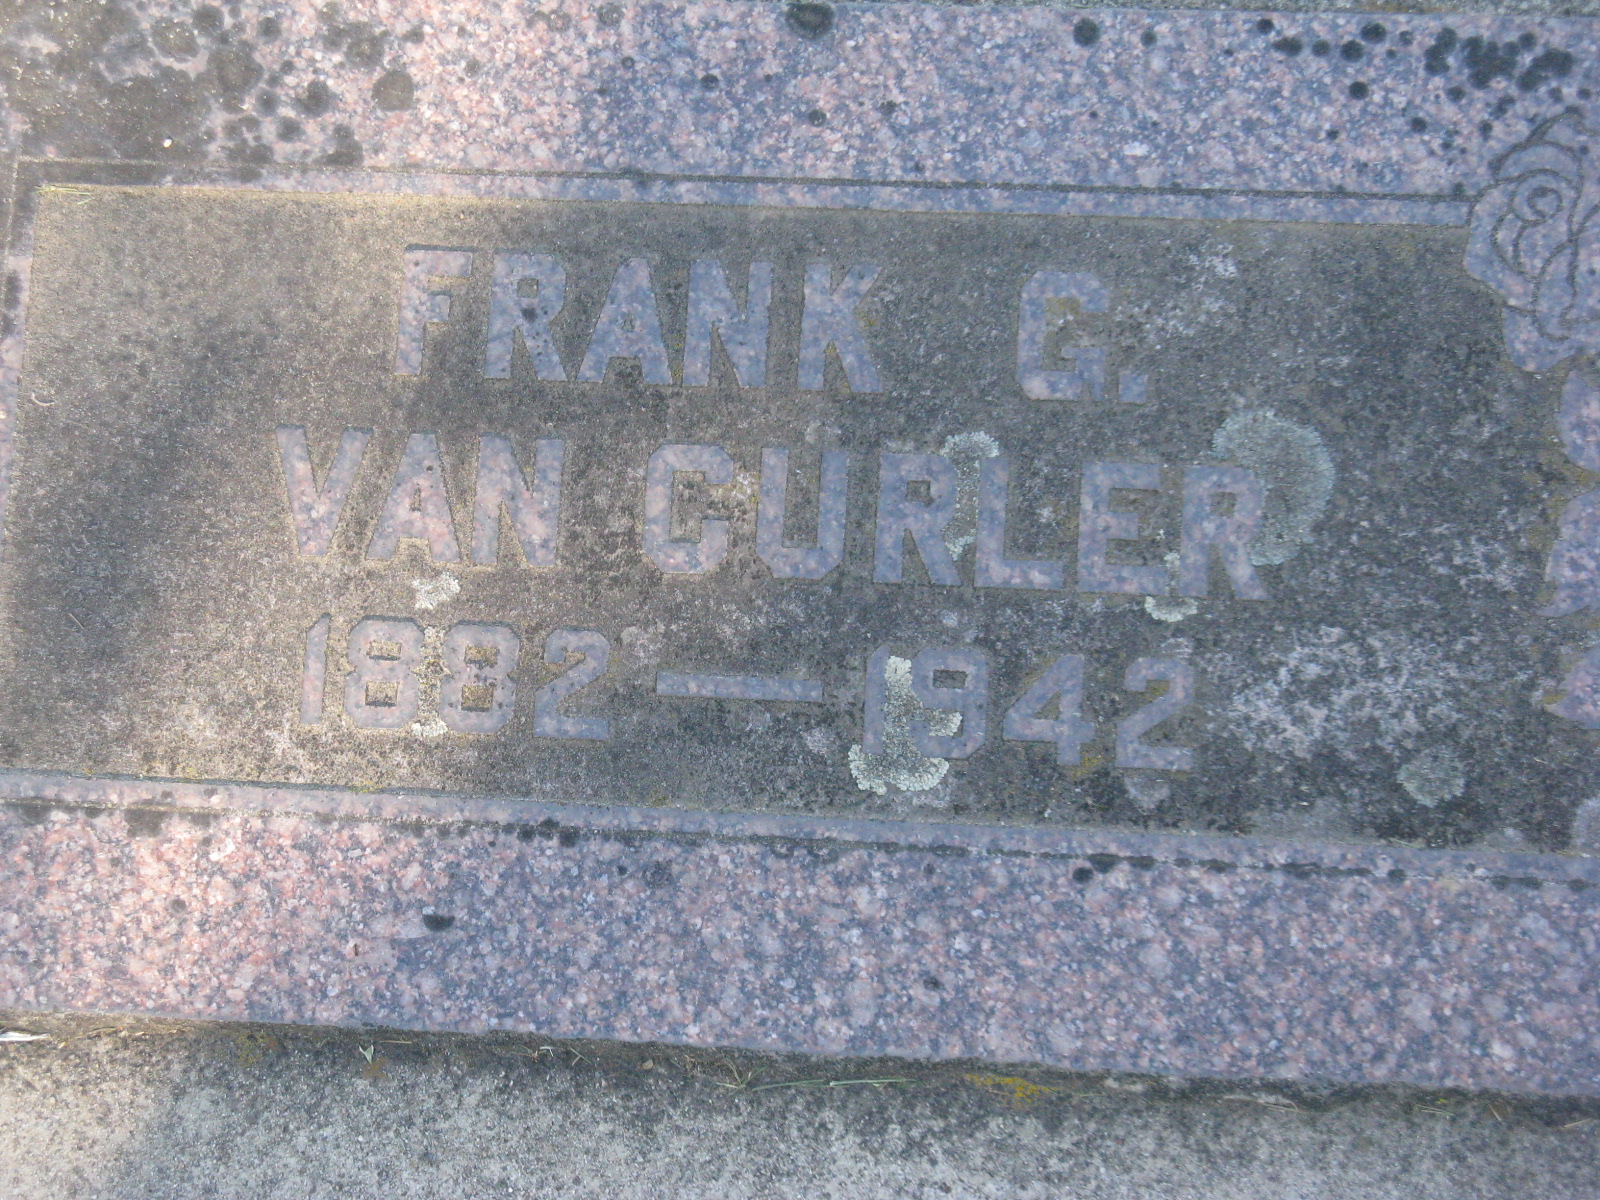 FRANK G.
VAN CURLER
1882 — 1942